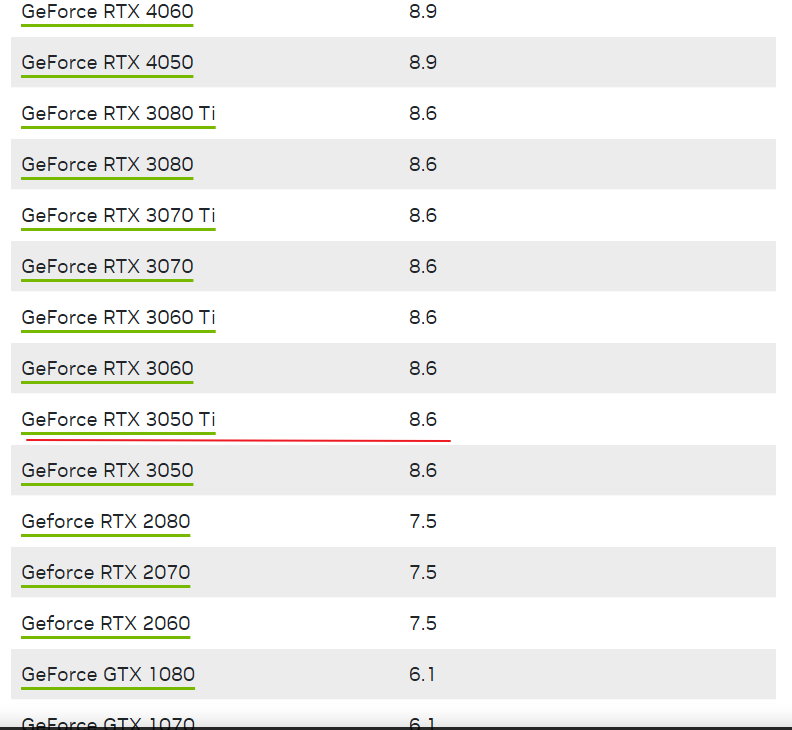 GeForce RTX 4060 8.9
GeForce RTX 4050 8.9
GeForce RTX 3080 Ti 8.6
GeForce RTX 3080 8.6
GeForce RTX 3070 Ti 8.6
GeForce RTX 3070 8.6
GeForce RTX 3060 Ti 8.6
GeForce RTX 3060 8.6
GeForce RTX 3050 Ti 8.6
GeForce RTX 3050 8.6
Geforce RTX 2080 7.5
Geforce RTX 2070 7.5
Geforce RTX 2060 7.5
GeForce GTX 1080 6.1
GeForce GTX 1070 6.1